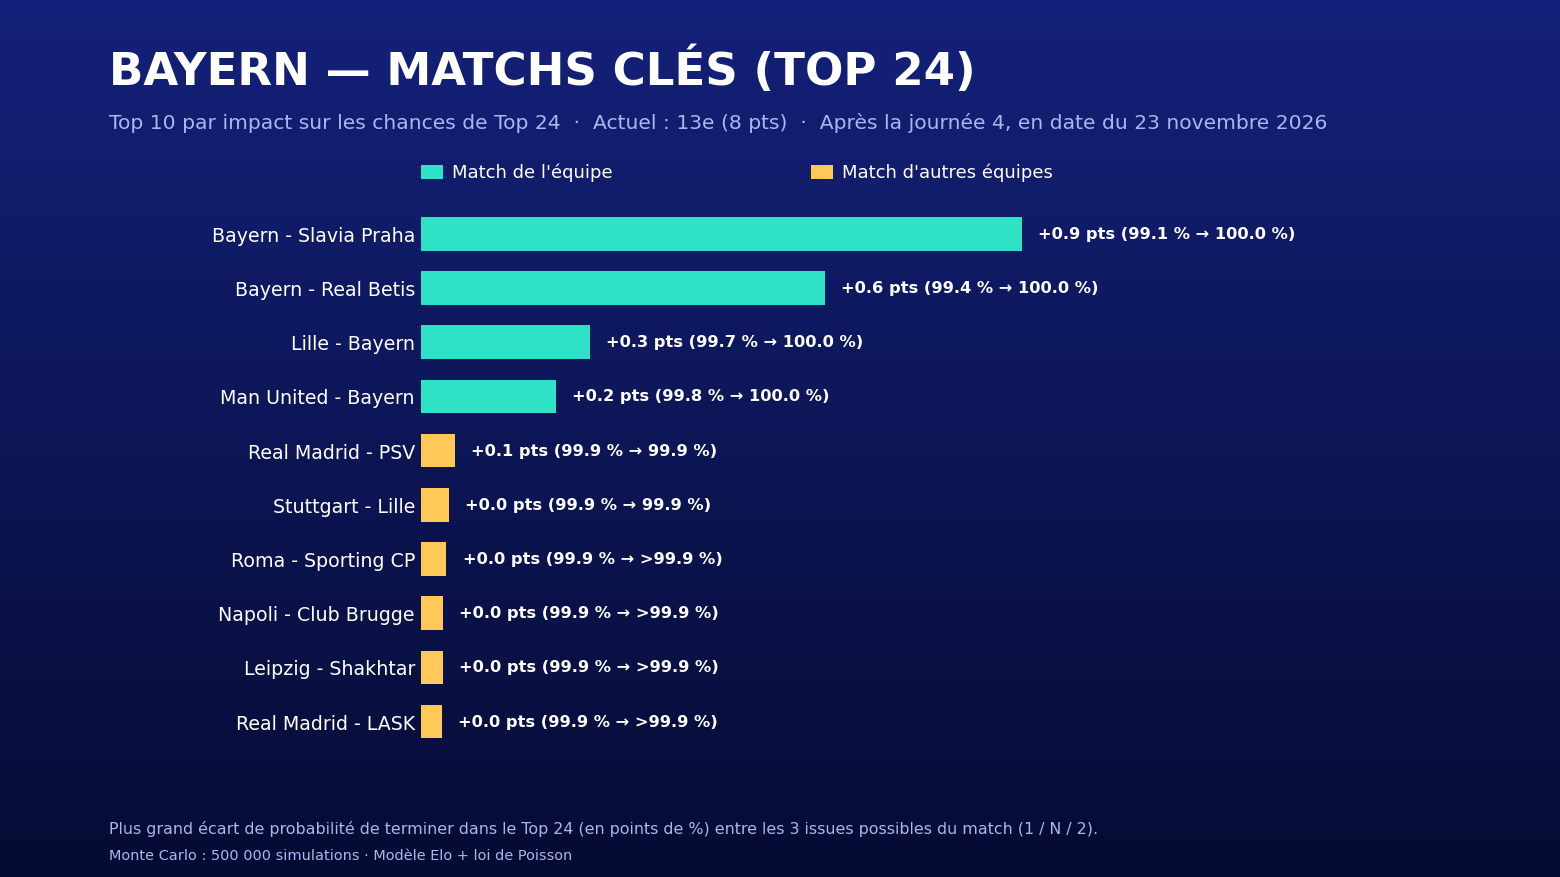 BAYERN — MATCHS CLÉS (TOP 24)
Top 10 par impact sur les chances de Top 24 · Actuel : 13e (8 pts) · Après la journée 4, en date du 23 novembre 2026
Match de l'équipe
Match d'autres équipes
Bayern - Slavia Praha +0.9 pts (99.1 % → 100.0 %)
Bayern - Real Betis +0.6 pts (99.4 % → 100.0 %)
Lille - Bayern +0.3 pts (99.7 % → 100.0 %)
Man United - Bayern +0.2 pts (99.8 % → 100.0 %)
Real Madrid - PSV +0.1 pts (99.9 % → 99.9 %)
Stuttgart - Lille +0.0 pts (99.9 % → 99.9 %)
Roma - Sporting CP +0.0 pts (99.9 % → >99.9 %)
Napoli - Club Brugge +0.0 pts (99.9 % → >99.9 %)
Leipzig - Shakhtar +0.0 pts (99.9 % → >99.9 %)
Real Madrid - LASK +0.0 pts (99.9 % → >99.9 %)
Plus grand écart de probabilité de terminer dans le Top 24 (en points de %) entre les 3 issues possibles du match (1 / N / 2).
Monte Carlo : 500 000 simulations · Modèle Elo + loi de Poisson